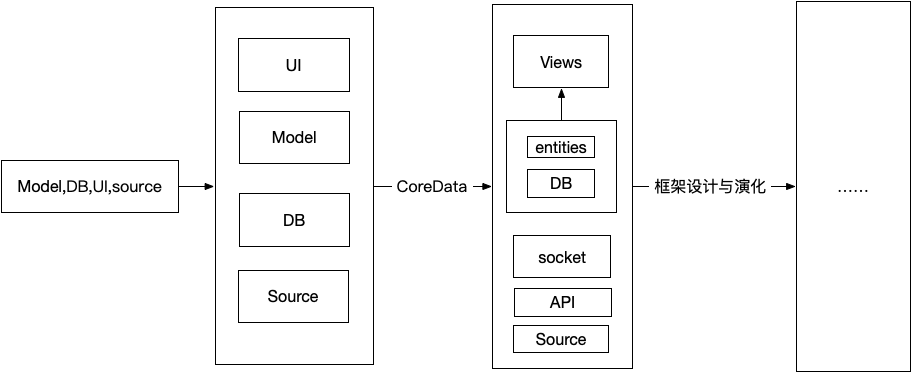 Model,DB,UI,source
UI
Model
DB
Source
CoreData
Views
entities
DB
socket
API
Source
框架设计与演化
……